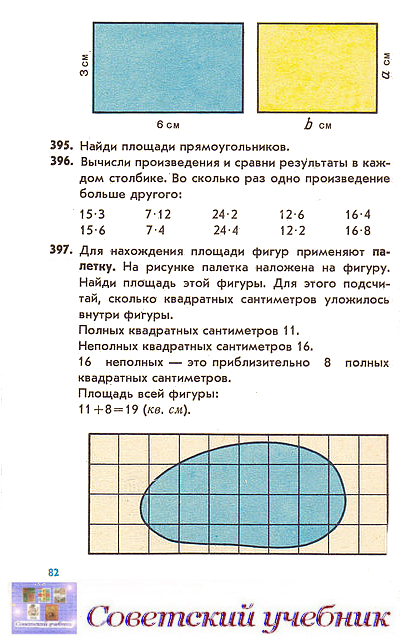 3 см
6 см
a см
b см
395. Найди площади прямоугольников.
396. Вычисли произведения и сравни результаты в каж-
дом столбике. Во сколько раз одно произведение
больше другого:
15·3 7·12 24·2 12·6 16·4
15·6 7·4 24·4 12·2 16·8
397. Для нахождения площади фигур применяют па-
летку. На рисунке палетка наложена на фигуру.
Найди площадь этой фигуры. Для этого подсчи-
тай, сколько квадратных сантиметров уложилось
внутри фигуры.
Полных квадратных сантиметров 11.
Неполных квадратных сантиметров 16.
16 неполных — это приблизительно 8 полных
квадратных сантиметров.
Площадь всей фигуры:
11+8=19 (кв. см).
82
Советский учебник
Советский учебник